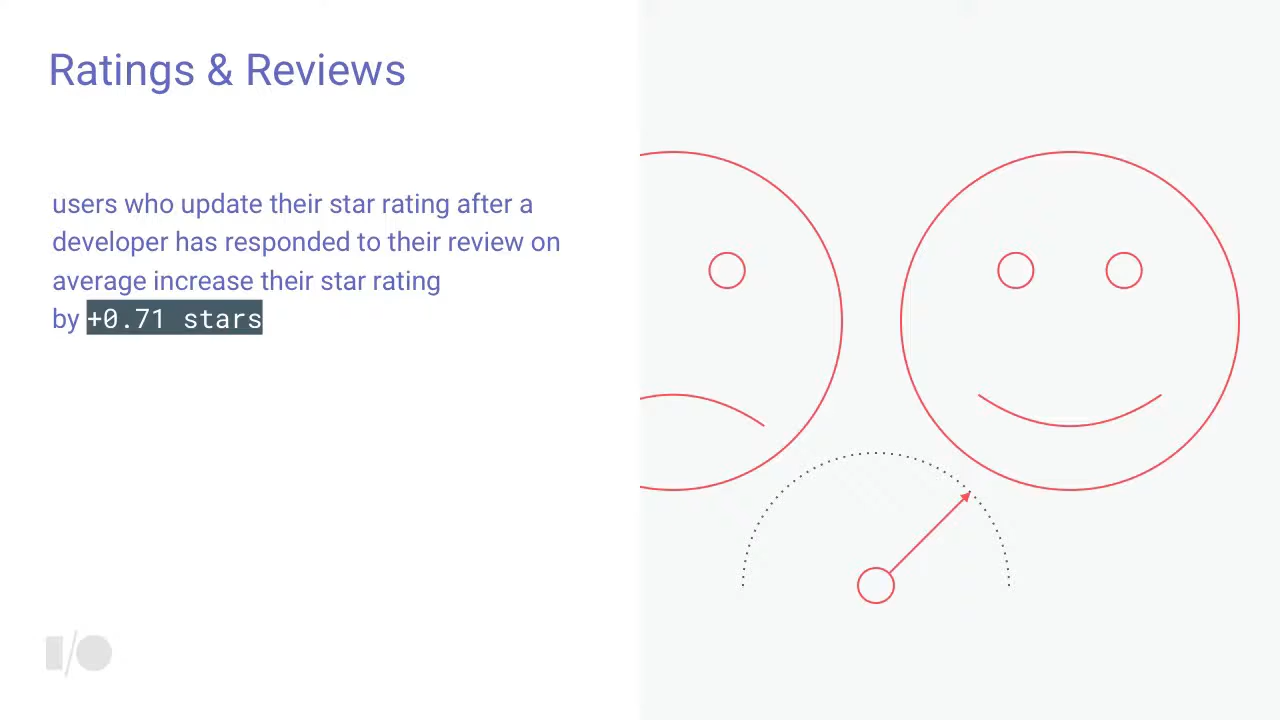 Ratings & Reviews
users who update their star rating after a
developer has responded to their review on
average increase their star rating
by +0.71 stars
I/O